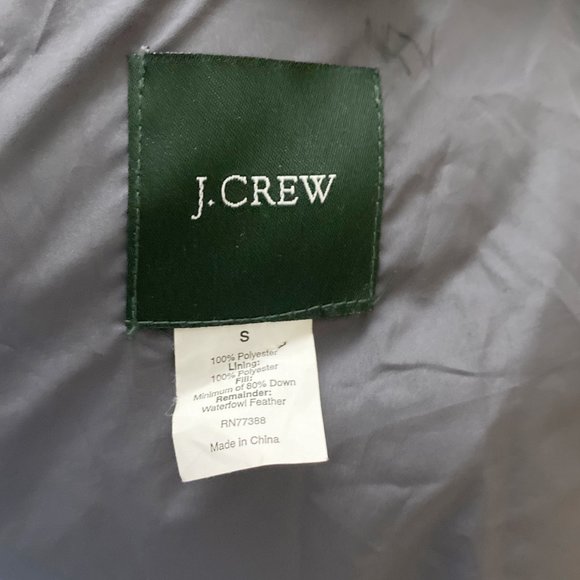 J.CREW
S
100% Polyester
Lining:
100% Polyester
Fill:
Minimum of 80% Down
Remainder:
Waterfowl Feather
RN77388
Made in China